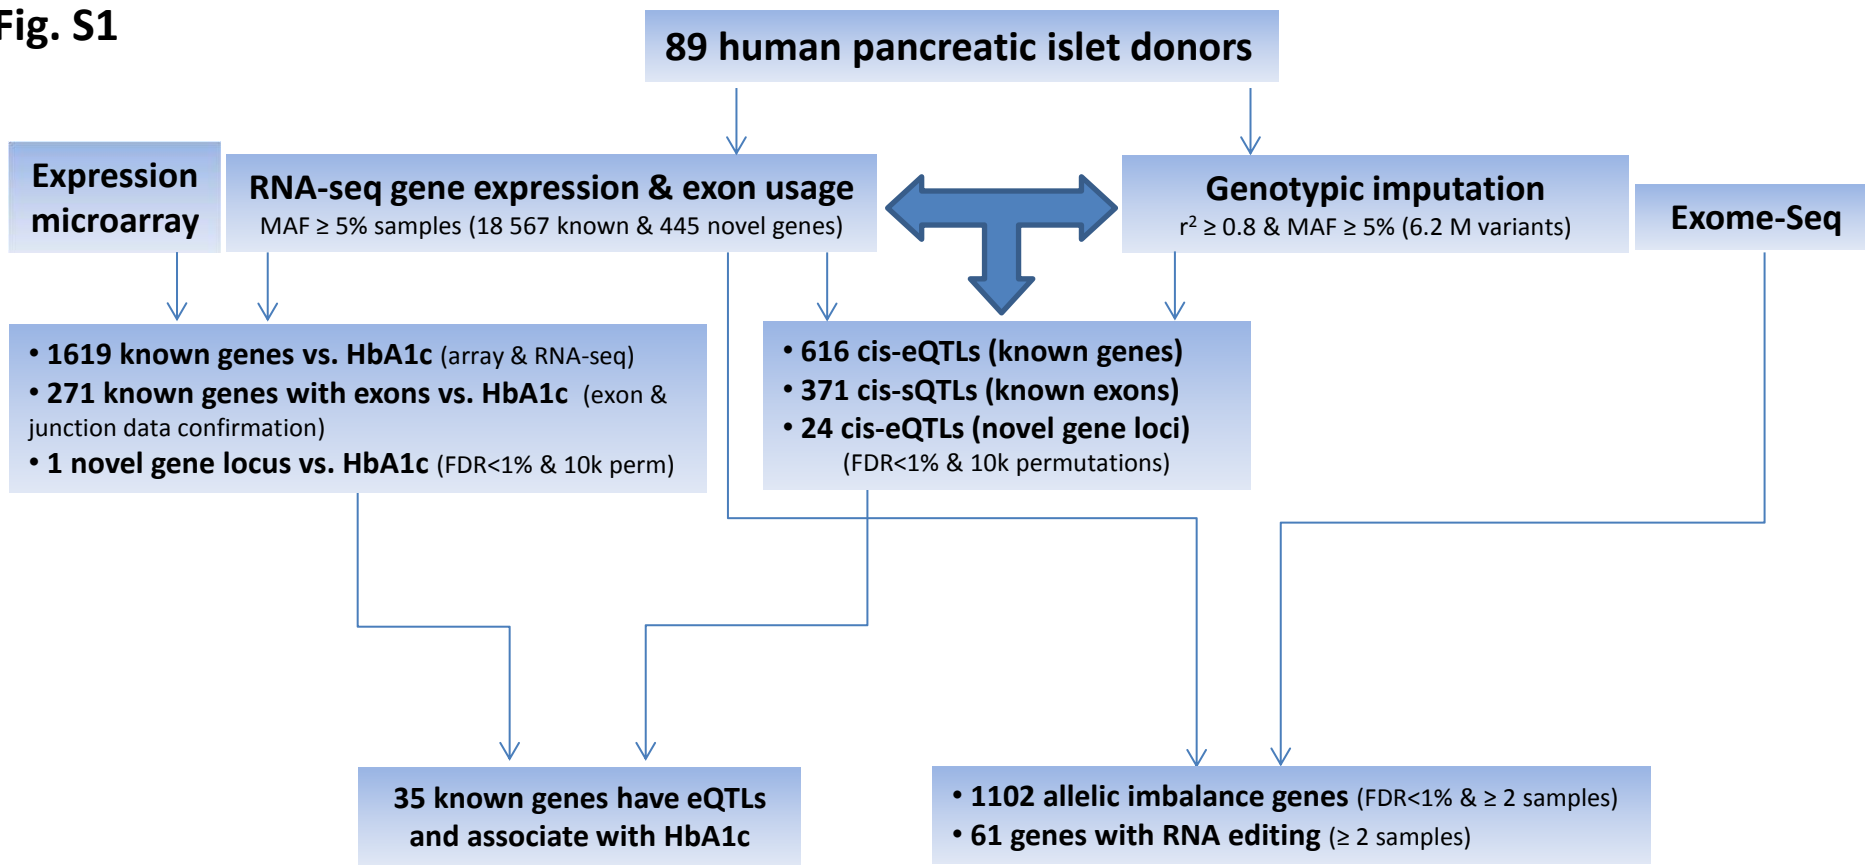 Fig. S1
89 human pancreatic islet donors
Expression
microarray
RNA-seq gene expression & exon usage
MAF ≥ 5% samples (18 567 known & 445 novel genes)
Genotypic imputation
r² ≥ 0.8 & MAF ≥ 5% (6.2 M variants)
Exome-Seq
• 1619 known genes vs. HbA1c (array & RNA-seq)
• 271 known genes with exons vs. HbA1c (exon &
junction data confirmation)
• 1 novel gene locus vs. HbA1c (FDR<1% & 10k perm)
• 616 cis-eQTLs (known genes)
• 371 cis-sQTLs (known exons)
• 24 cis-eQTLs (novel gene loci)
(FDR<1% & 10k permutations)
35 known genes have eQTLs
and associate with HbA1c
• 1102 allelic imbalance genes (FDR<1% & ≥ 2 samples)
• 61 genes with RNA editing (≥ 2 samples)